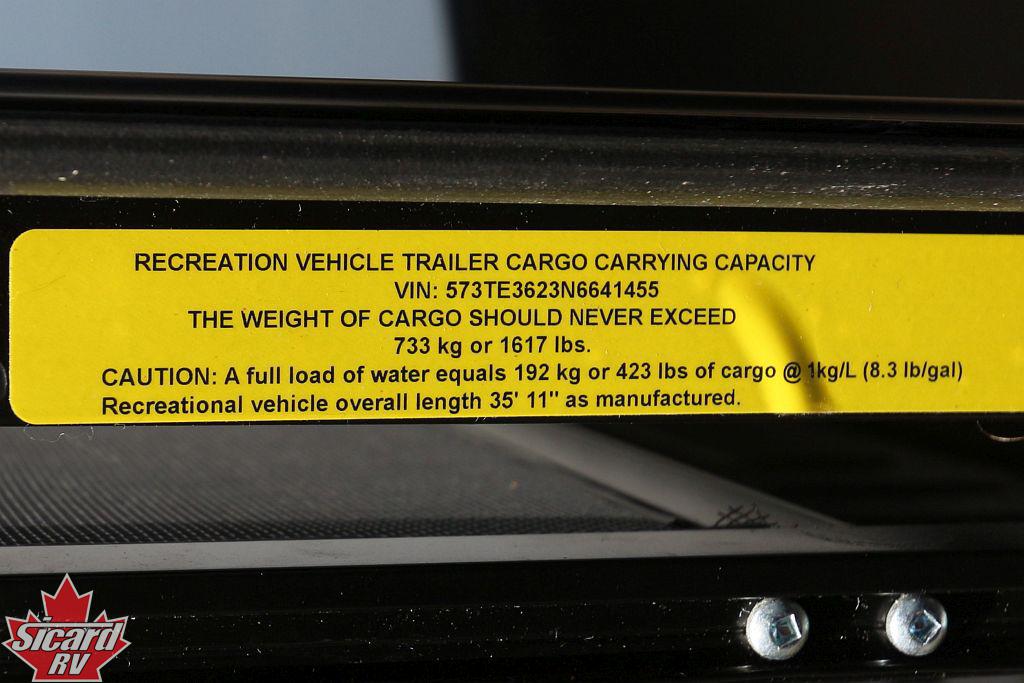 RECREATION VEHICLE TRAILER CARGO CARRYING CAPACITY
VIN: 573TE3623N6641455
THE WEIGHT OF CARGO SHOULD NEVER EXCEED
733 kg or 1617 lbs.
CAUTION: A full load of water equals 192 kg or 423 lbs of cargo @ 1kg/L (8.3 lb/gal)
Recreational vehicle overall length 35' 11" as manufactured.
Sicard
RV